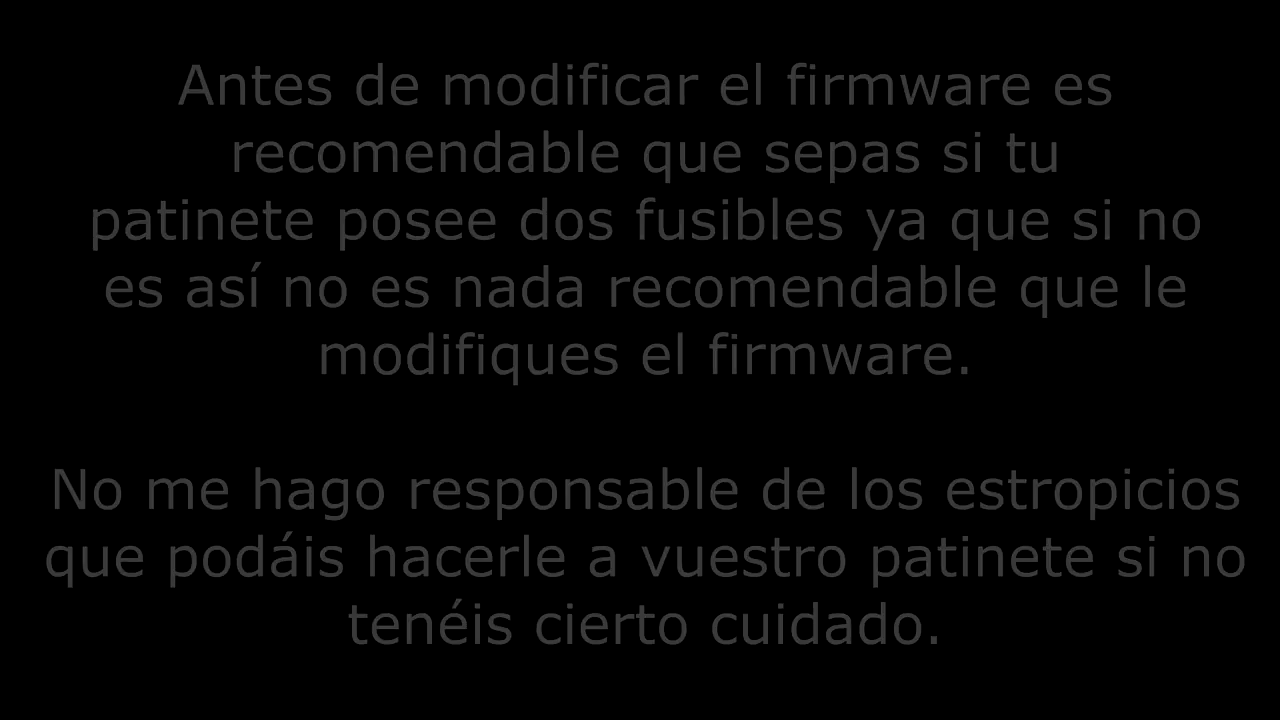 Antes de modificar el firmware es
recomendable que sepas si tu
patinete posee dos fusibles ya que si no
es así no es nada recomendable que le
modifiques el firmware.
No me hago responsable de los estropicios
que podáis hacerle a vuestro patinete si no
tenéis cierto cuidado.